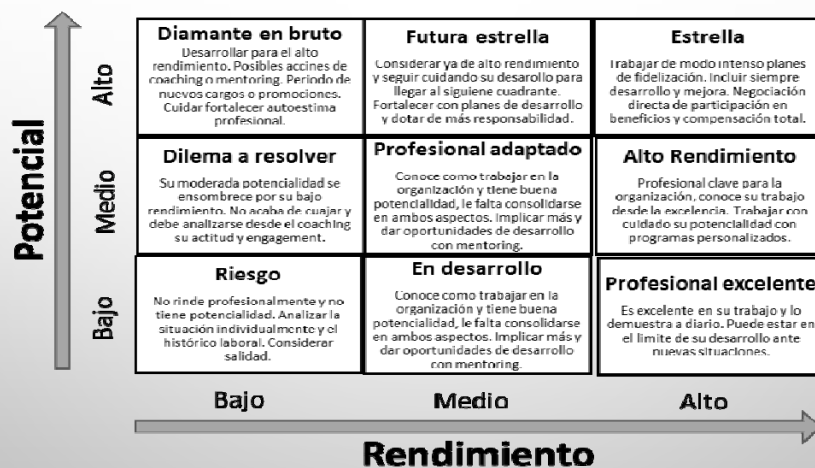 Potencial
Alto
Medio
Bajo
Diamante en bruto
Desarrollar para el alto
rendimiento. Posibles accines de
coaching o mentoring. Periodo de
nuevos cargos o promociones.
Cuidar fortalecer autoestima
profesional.
Futura estrella
Considerar ya de alto rendimiento
y seguir cuidando su desarollo para
llegar al siguiene cuadrante.
Fortalecer con planes de desarrollo
y dotar de más responsabilidad.
Estrella
Trabajar de modo intenso planes
de fidelización. Incluir siempre
desarrollo y mejora. Negociación
directa de participación en
beneficios y compensación total.
Dilema a resolver
Su moderada potencialidad se
ensombrece por su bajo
rendimiento. No acaba de cuajar y
debe analizarse desde el coaching
su actitud y engagement.
Profesional adaptado
Conoce como trabajar en la
organización y tiene buena
potencialidad, le falta consolidarse
en ambos aspectos. Implicar más y
dar oportunidades de desarrollo
con mentoring.
Alto Rendimiento
Profesional clave para la
organización, conoce su trabajo
desde la excelencia. Trabajar con
cuidado su potencialidad con
programas personalizados.
Riesgo
No rinde profesionalmente y no
tiene potencialidad. Analizar la
situación individualmente y el
histórico laboral. Considerar
salidad.
En desarrollo
Conoce como trabajar en la
organización y tiene buena
potencialidad, le falta consolidarse
en ambos aspectos. Implicar más y
dar oportunidades de desarrollo
con mentoring.
Profesional excelente
Es excelente en su trabajo y lo
demuestra a diario. Puede estar en
el limite de su desarrollo ante
nuevas situaciones.
Bajo
Medio
Alto
Rendimiento